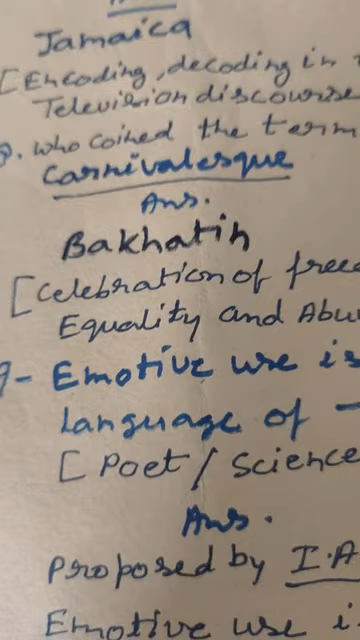 Jamaica
[Encoding, decoding in
Television discourse
Q. who coined the term
Carnivalesque
Ans.
Bakhatin
[Celebration of free
Equality and Abu
9- Emotive use is
language of -
[Poet / Science
Ans.
Proposed by I.A
Emotive use i